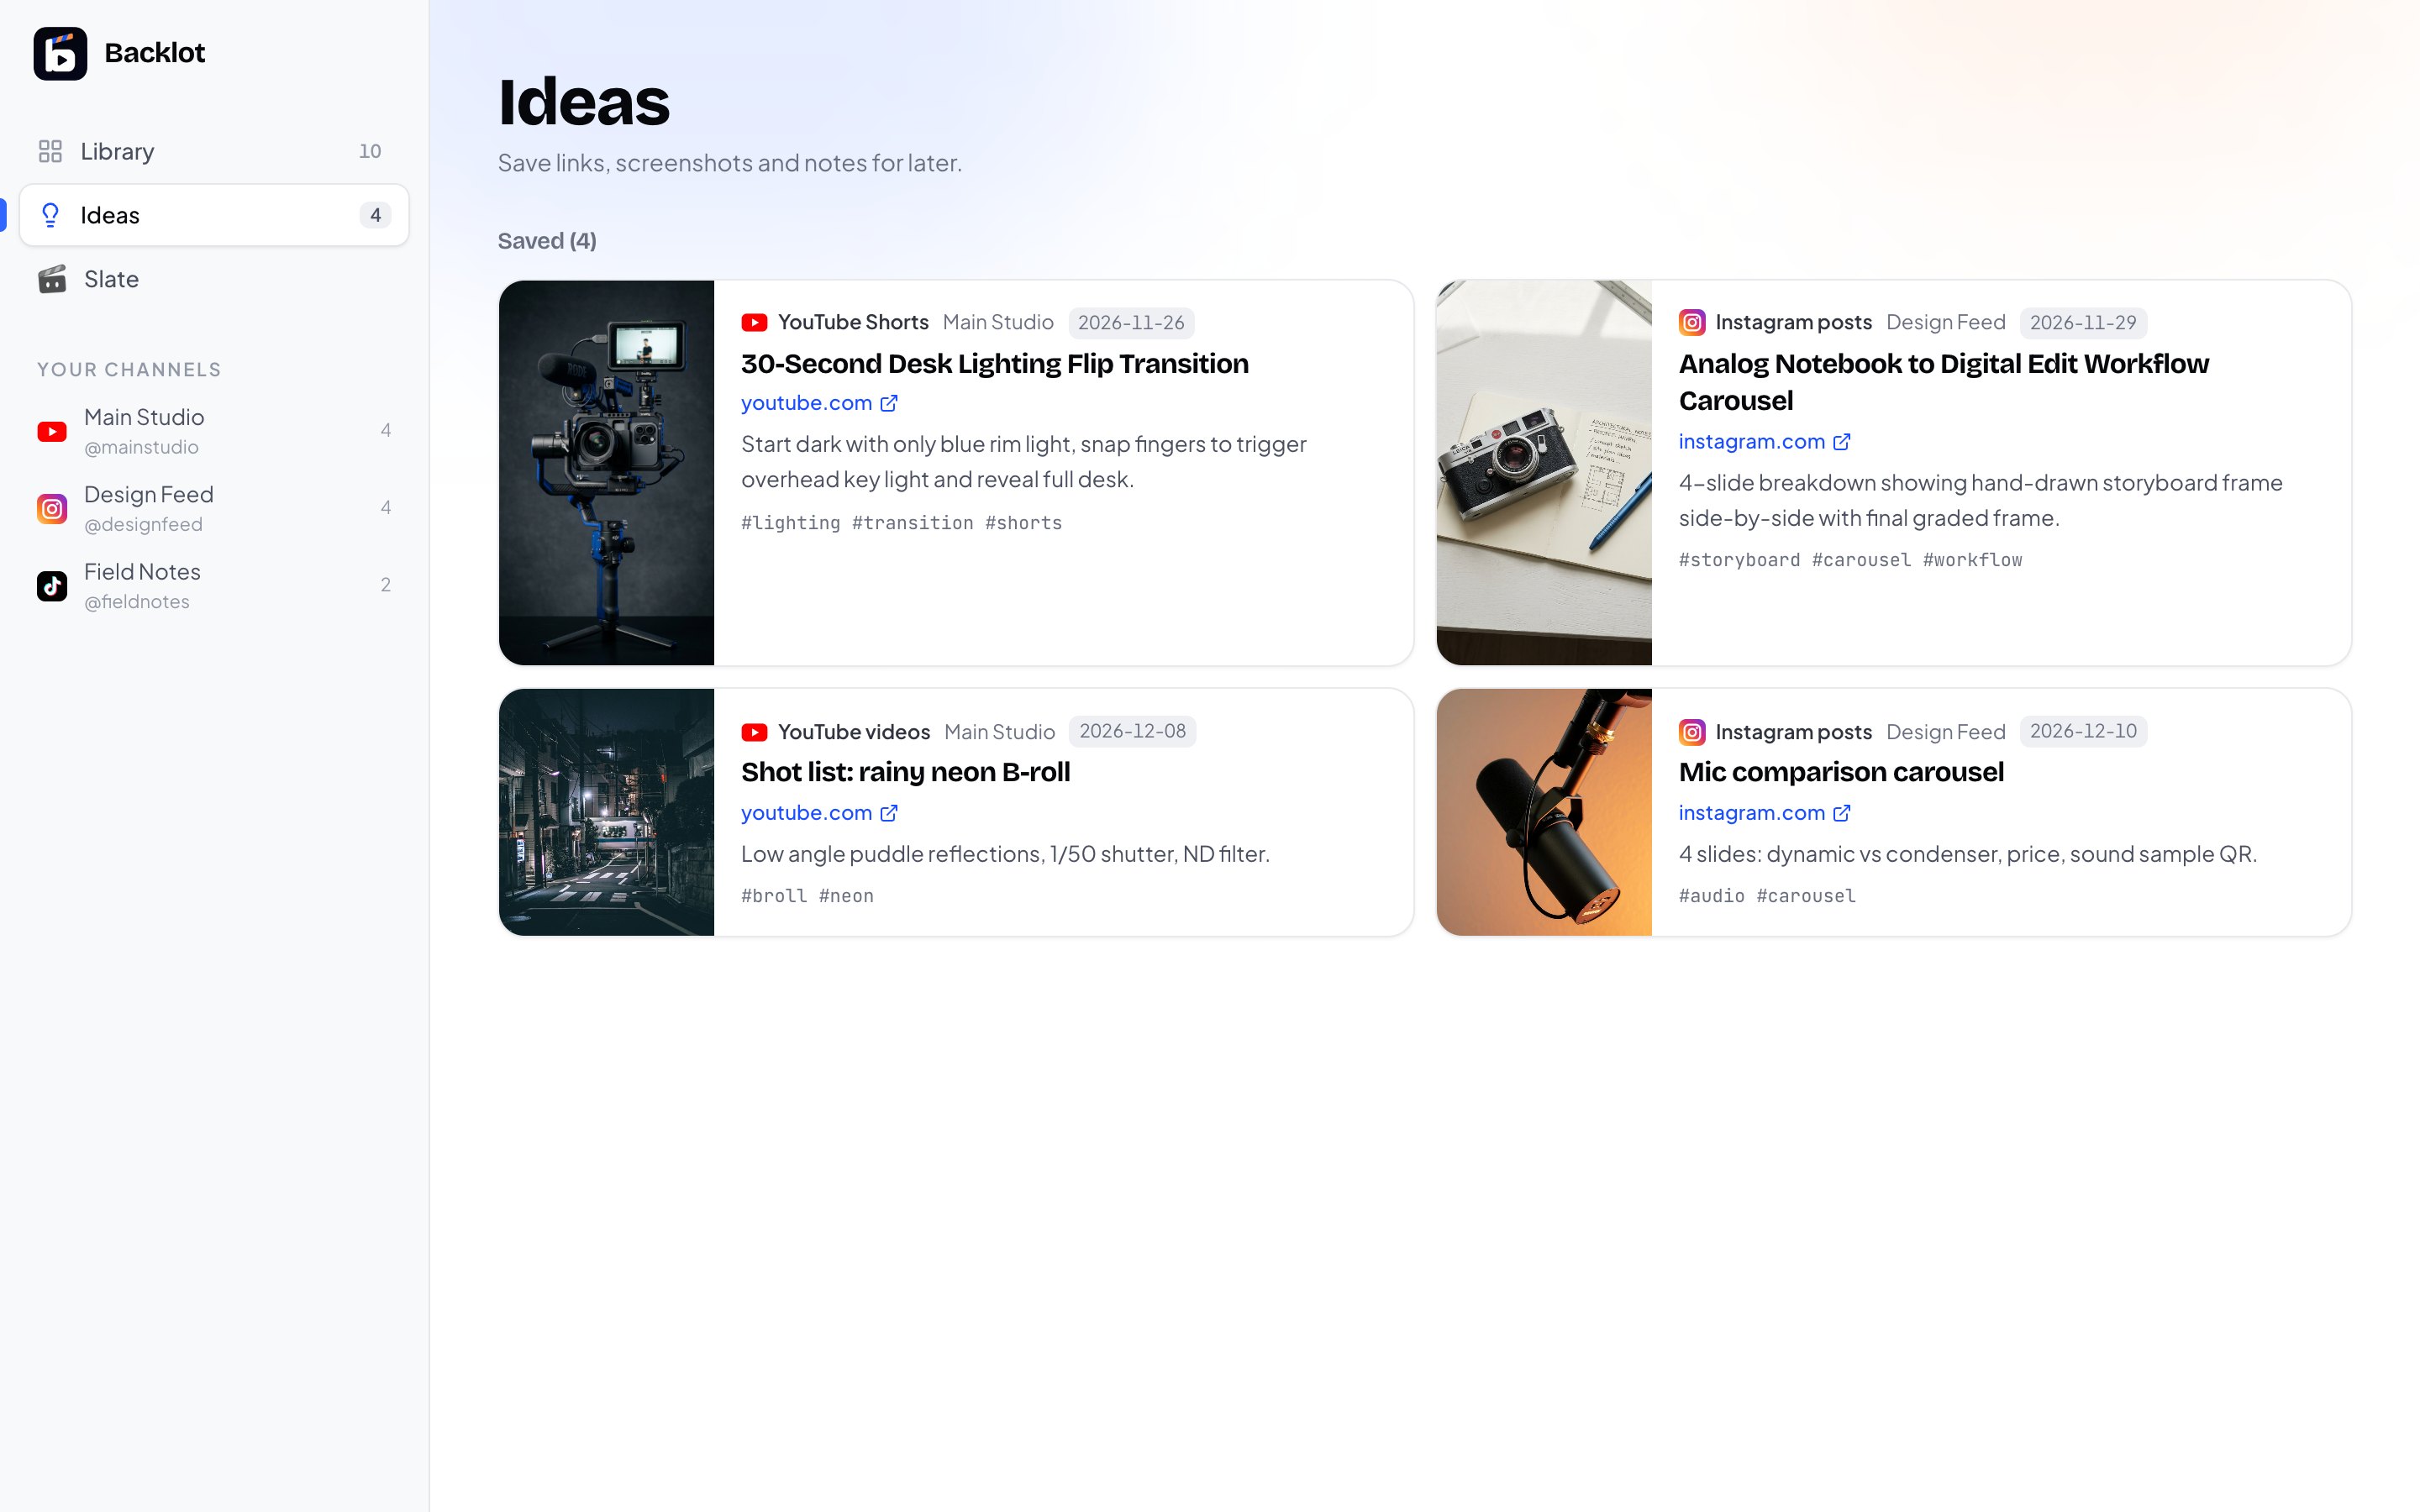 Backlot
Library 10
Ideas 4
Slate
YOUR CHANNELS
Main Studio 4
@mainstudio
Design Feed 4
@designfeed
Field Notes 2
@fieldnotes
Ideas
Save links, screenshots and notes for later.
Saved (4)
RODE
YouTube Shorts Main Studio 2026-11-26
30-Second Desk Lighting Flip Transition
youtube.com
Start dark with only blue rim light, snap fingers to trigger
overhead key light and reveal full desk.
#lighting #transition #shorts
Instagram posts Design Feed 2026-11-29
Analog Notebook to Digital Edit Workflow
Carousel
instagram.com
4-slide breakdown showing hand-drawn storyboard frame
side-by-side with final graded frame.
#storyboard #carousel #workflow
YouTube videos Main Studio 2026-12-08
Shot list: rainy neon B-roll
youtube.com
Low angle puddle reflections, 1/50 shutter, ND filter.
#broll #neon
Instagram posts Design Feed 2026-12-10
Mic comparison carousel
instagram.com
4 slides: dynamic vs condenser, price, sound sample QR.
#audio #carousel